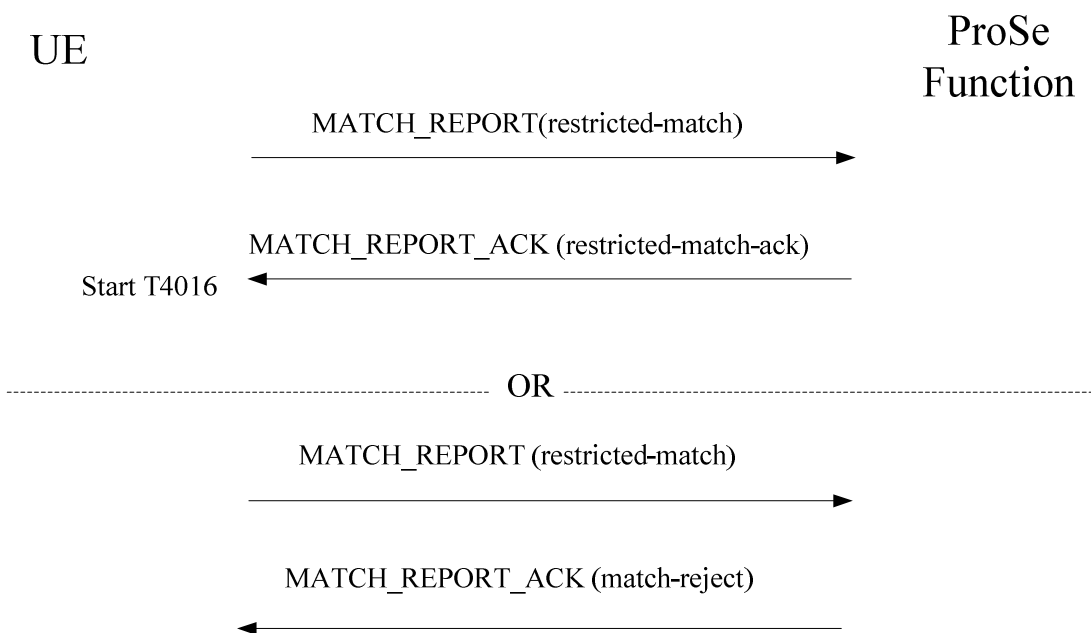 UE
ProSe
Function
MATCH_REPORT(restricted-match)
MATCH_REPORT_ACK (restricted-match-ack)
Start T4016
OR
MATCH_REPORT (restricted-match)
MATCH_REPORT_ACK (match-reject)